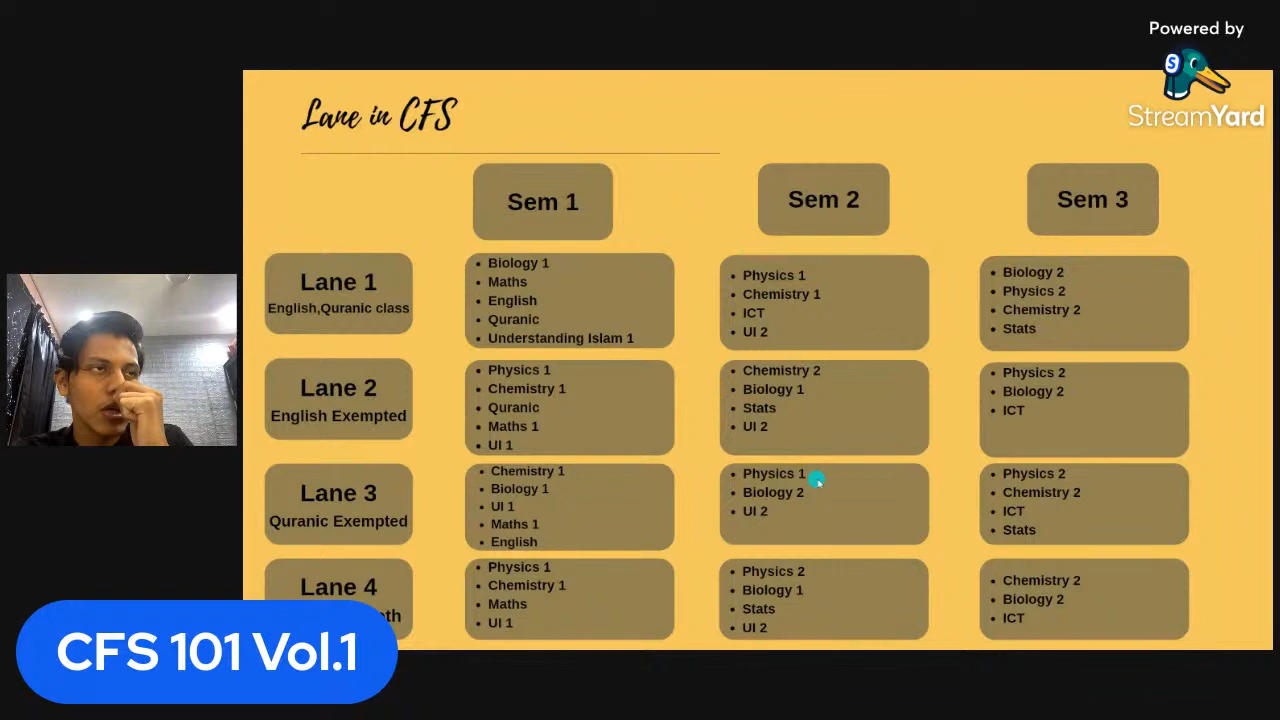 Powered by
StreamYard
Lane in CFS
Sem 1
Sem 2
Sem 3
Lane 1
English,Quranic class
Biology 1
Maths
English
Quranic
Understanding Islam 1
Physics 1
Chemistry 1
ICT
UI 2
Biology 2
Physics 2
Chemistry 2
Stats
Lane 2
English Exempted
Physics 1
Chemistry 1
Quranic
Maths 1
UI 1
Chemistry 2
Biology 1
Stats
UI 2
Physics 2
Biology 2
ICT
Lane 3
Quranic Exempted
Chemistry 1
Biology 1
UI 1
Maths 1
English
Physics 1
Biology 2
UI 2
Physics 2
Chemistry 2
ICT
Stats
Lane 4
Physics 1
Chemistry 1
Maths
UI 1
Physics 2
Biology 1
Stats
UI 2
Chemistry 2
Biology 2
ICT
CFS 101 Vol.1